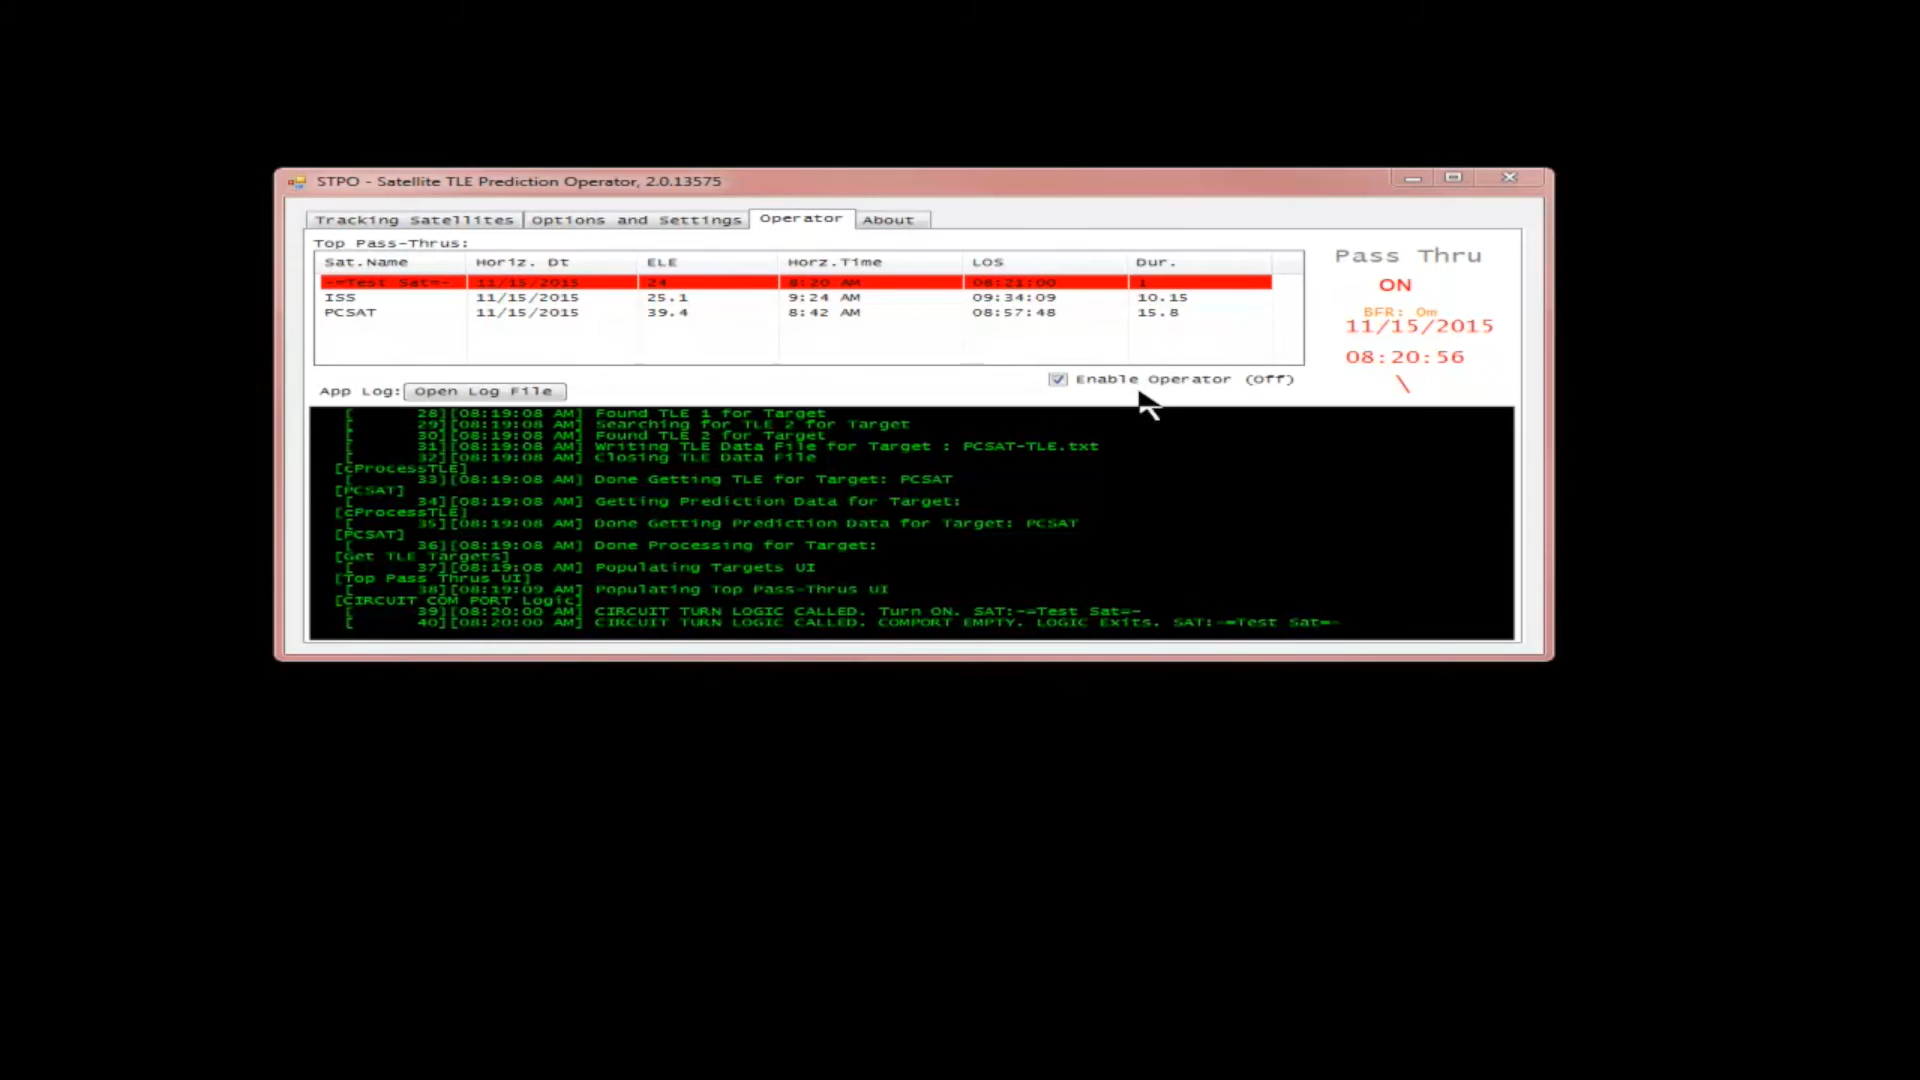 STPO - Satellite TLE Prediction Operator, 2.0.13575
Tracking Satellites Options and Settings Operator About
Top Pass-Thrus:
Sat.Name Horiz. Dt ELE Horz.Time LOS Dur.
-=Test Sat=- 11/15/2015 24 8:20 AM 08:21:00 1
ISS 11/15/2015 25.1 9:24 AM 09:34:09 10.15
PCSAT 11/15/2015 39.4 8:42 AM 08:57:48 15.8
Pass Thru
ON
BFR: 0m
11/15/2015
08:20:56
\
Enable Operator (Off)
App Log: Open Log File
[ 28][08:19:08 AM] Found TLE 1 for Target
[ 29][08:19:08 AM] Searching for TLE 2 for Target
[ 30][08:19:08 AM] Found TLE 2 for Target
[ 31][08:19:08 AM] Writing TLE Data File for Target : PCSAT-TLE.txt
[ 32][08:19:08 AM] Closing TLE Data File
[cProcessTLE]
[ 33][08:19:08 AM] Done Getting TLE for Target: PCSAT
[PCSAT]
[ 34][08:19:08 AM] Getting Prediction Data for Target:
[cProcessTLE]
[ 35][08:19:08 AM] Done Getting Prediction Data for Target: PCSAT
[PCSAT]
[ 36][08:19:08 AM] Done Processing for Target:
[Get TLE Targets]
[ 37][08:19:08 AM] Populating Targets UI
[Top Pass Thrus UI]
[ 38][08:19:09 AM] Populating Top Pass-Thrus UI
[CIRCUIT COM PORT Logic]
[ 39][08:20:00 AM] CIRCUIT TURN LOGIC CALLED. Turn ON. SAT:-=Test Sat=-
[ 40][08:20:00 AM] CIRCUIT TURN LOGIC CALLED. COMPORT EMPTY. LOGIC Exits. SAT:-=Test Sat=-